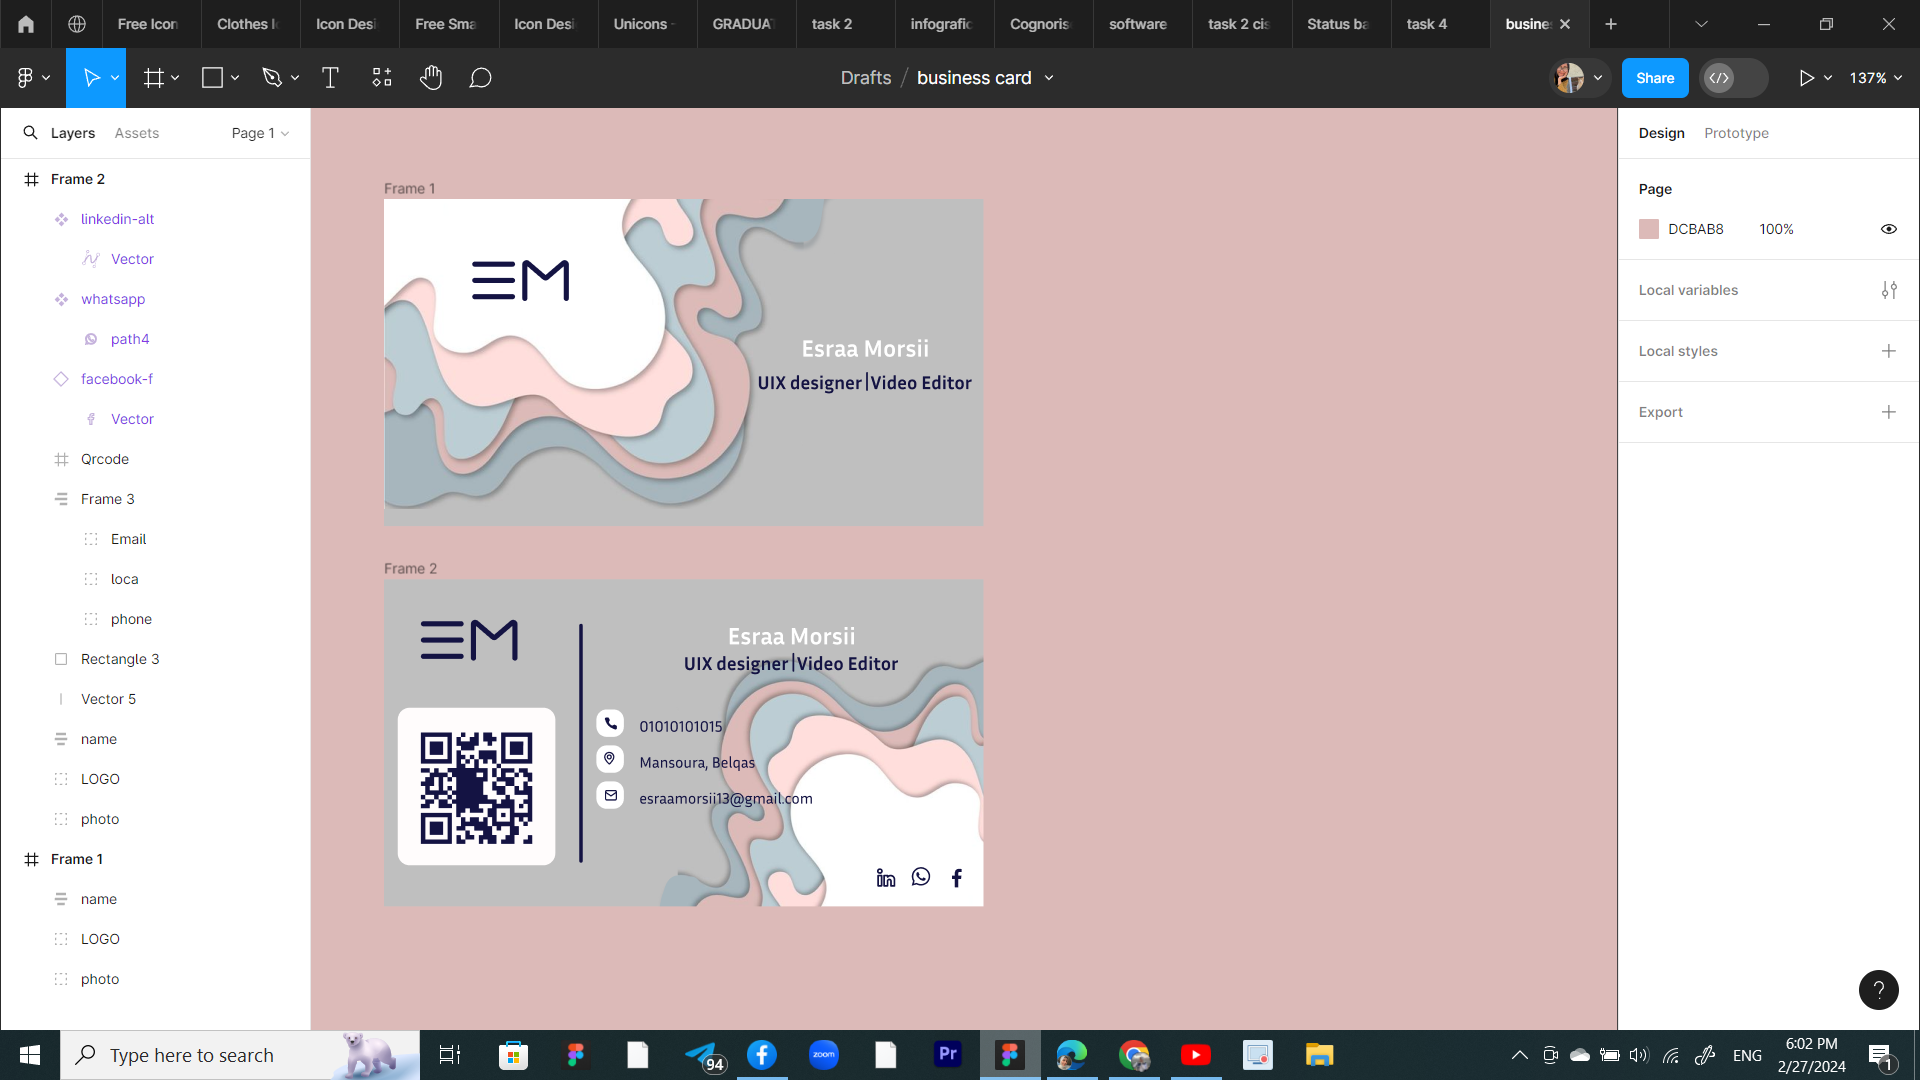 Free Icon
Clothes I
Icon Desi
Free Sma
Icon Desi
Unicons -
GRADUAT
task 2
infografic
Cognoris
software
task 2 cis
Status ba
task 4
busine
Drafts / business card
Share
137%
Layers
Assets
Page 1
Design
Prototype
Frame 2
linkedin-alt
Vector
whatsapp
path4
facebook-f
Vector
Qrcode
Frame 3
Email
loca
phone
Rectangle 3
Vector 5
name
LOGO
photo
Frame 1
name
LOGO
photo
Frame 1
EM
Esraa Morsii
UIX designer|Video Editor
Frame 2
EM
Esraa Morsii
UIX designer|Video Editor
01010101015
Mansoura, Belqas
esraamorsii13@gmail.com
in
f
Page
DCBAB8
100%
Local variables
Local styles
Export
?
Type here to search
94
zoom
Pr
ENG
6:02 PM
2/27/2024
1